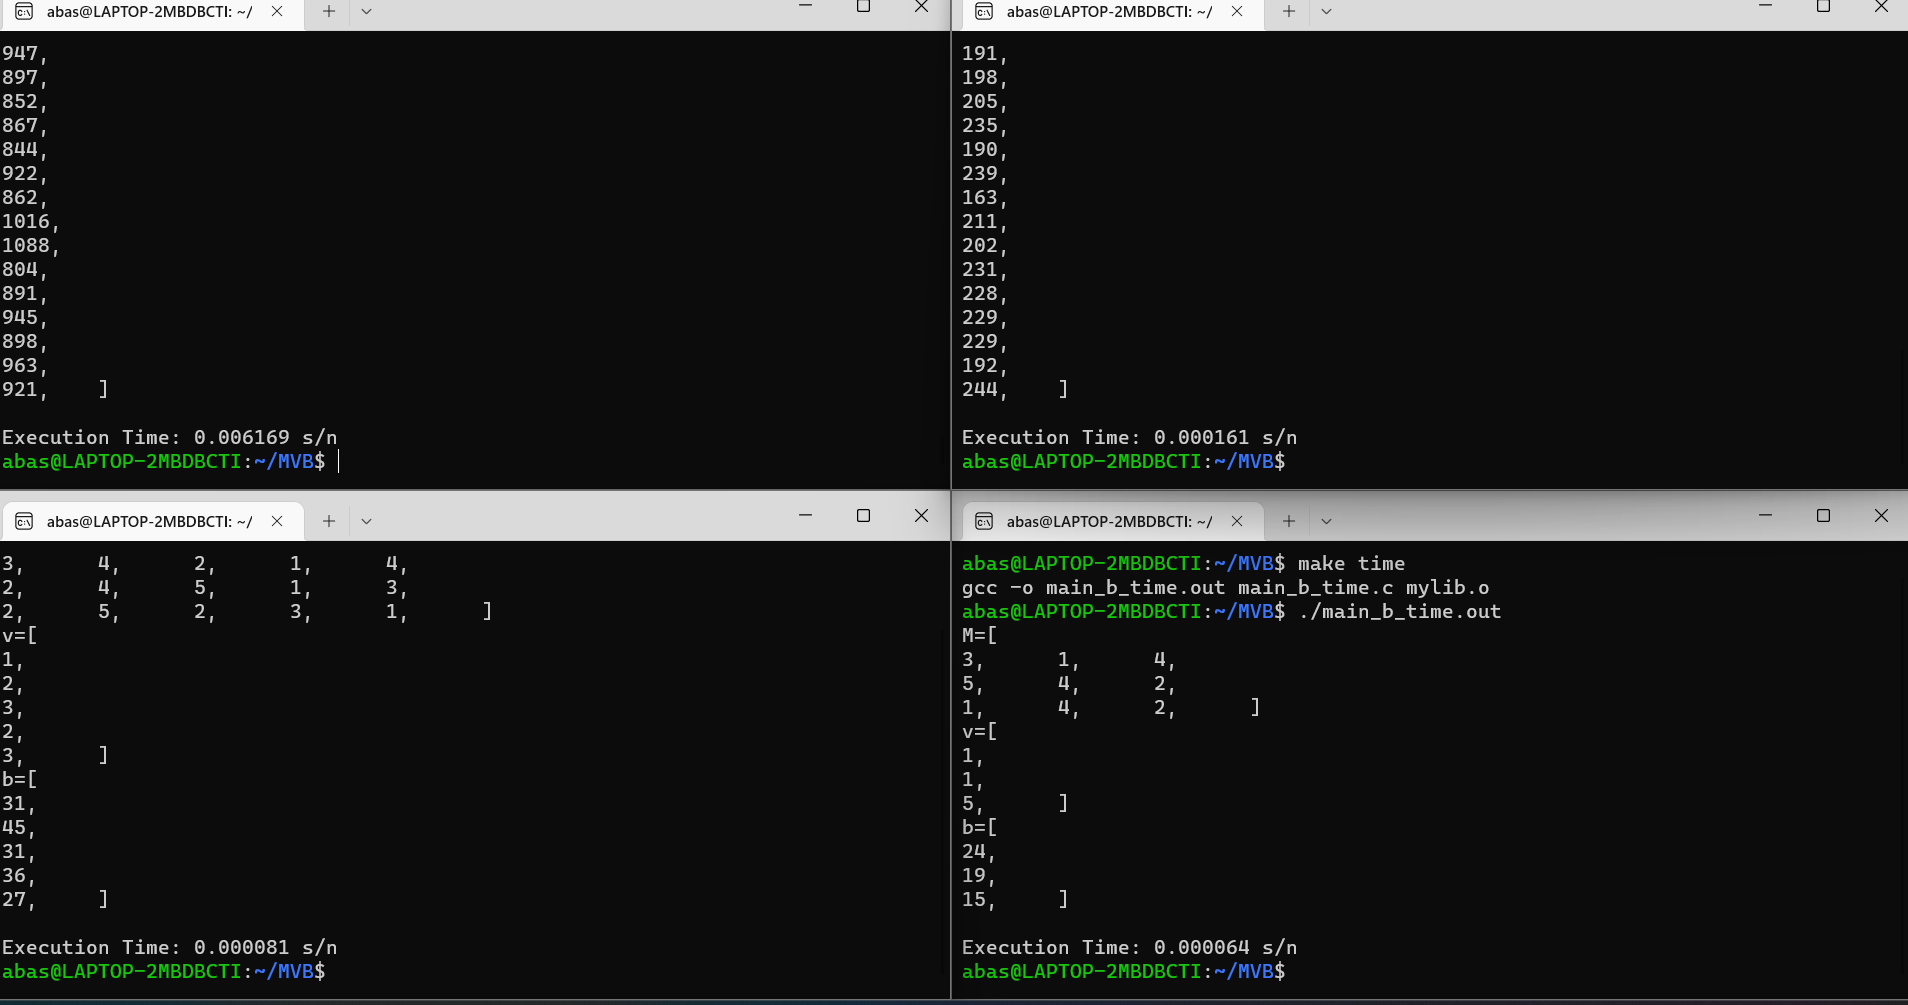 abas@LAPTOP-2MBDBCTI: ~/
947,
897,
852,
867,
844,
922,
862,
1016,
1088,
804,
891,
945,
898,
963,
921,    ]
Execution Time: 0.006169 s/n
abas@LAPTOP-2MBDBCTI:~/MVB$
abas@LAPTOP-2MBDBCTI: ~/
191,
198,
205,
235,
190,
239,
163,
211,
202,
231,
228,
229,
229,
192,
244,    ]
Execution Time: 0.000161 s/n
abas@LAPTOP-2MBDBCTI:~/MVB$
abas@LAPTOP-2MBDBCTI: ~/
3,      4,      2,      1,      4,
2,      4,      5,      1,      3,
2,      5,      2,      3,      1,      ]
v=[
1,
2,
3,
2,
3,      ]
b=[
31,
45,
31,
36,
27,     ]
Execution Time: 0.000081 s/n
abas@LAPTOP-2MBDBCTI:~/MVB$
abas@LAPTOP-2MBDBCTI: ~/
abas@LAPTOP-2MBDBCTI:~/MVB$ make time
gcc -o main_b_time.out main_b_time.c mylib.o
abas@LAPTOP-2MBDBCTI:~/MVB$ ./main_b_time.out
M=[
3,      1,      4,
5,      4,      2,
1,      4,      2,      ]
v=[
1,
1,
5,      ]
b=[
24,
19,
15,     ]
Execution Time: 0.000064 s/n
abas@LAPTOP-2MBDBCTI:~/MVB$